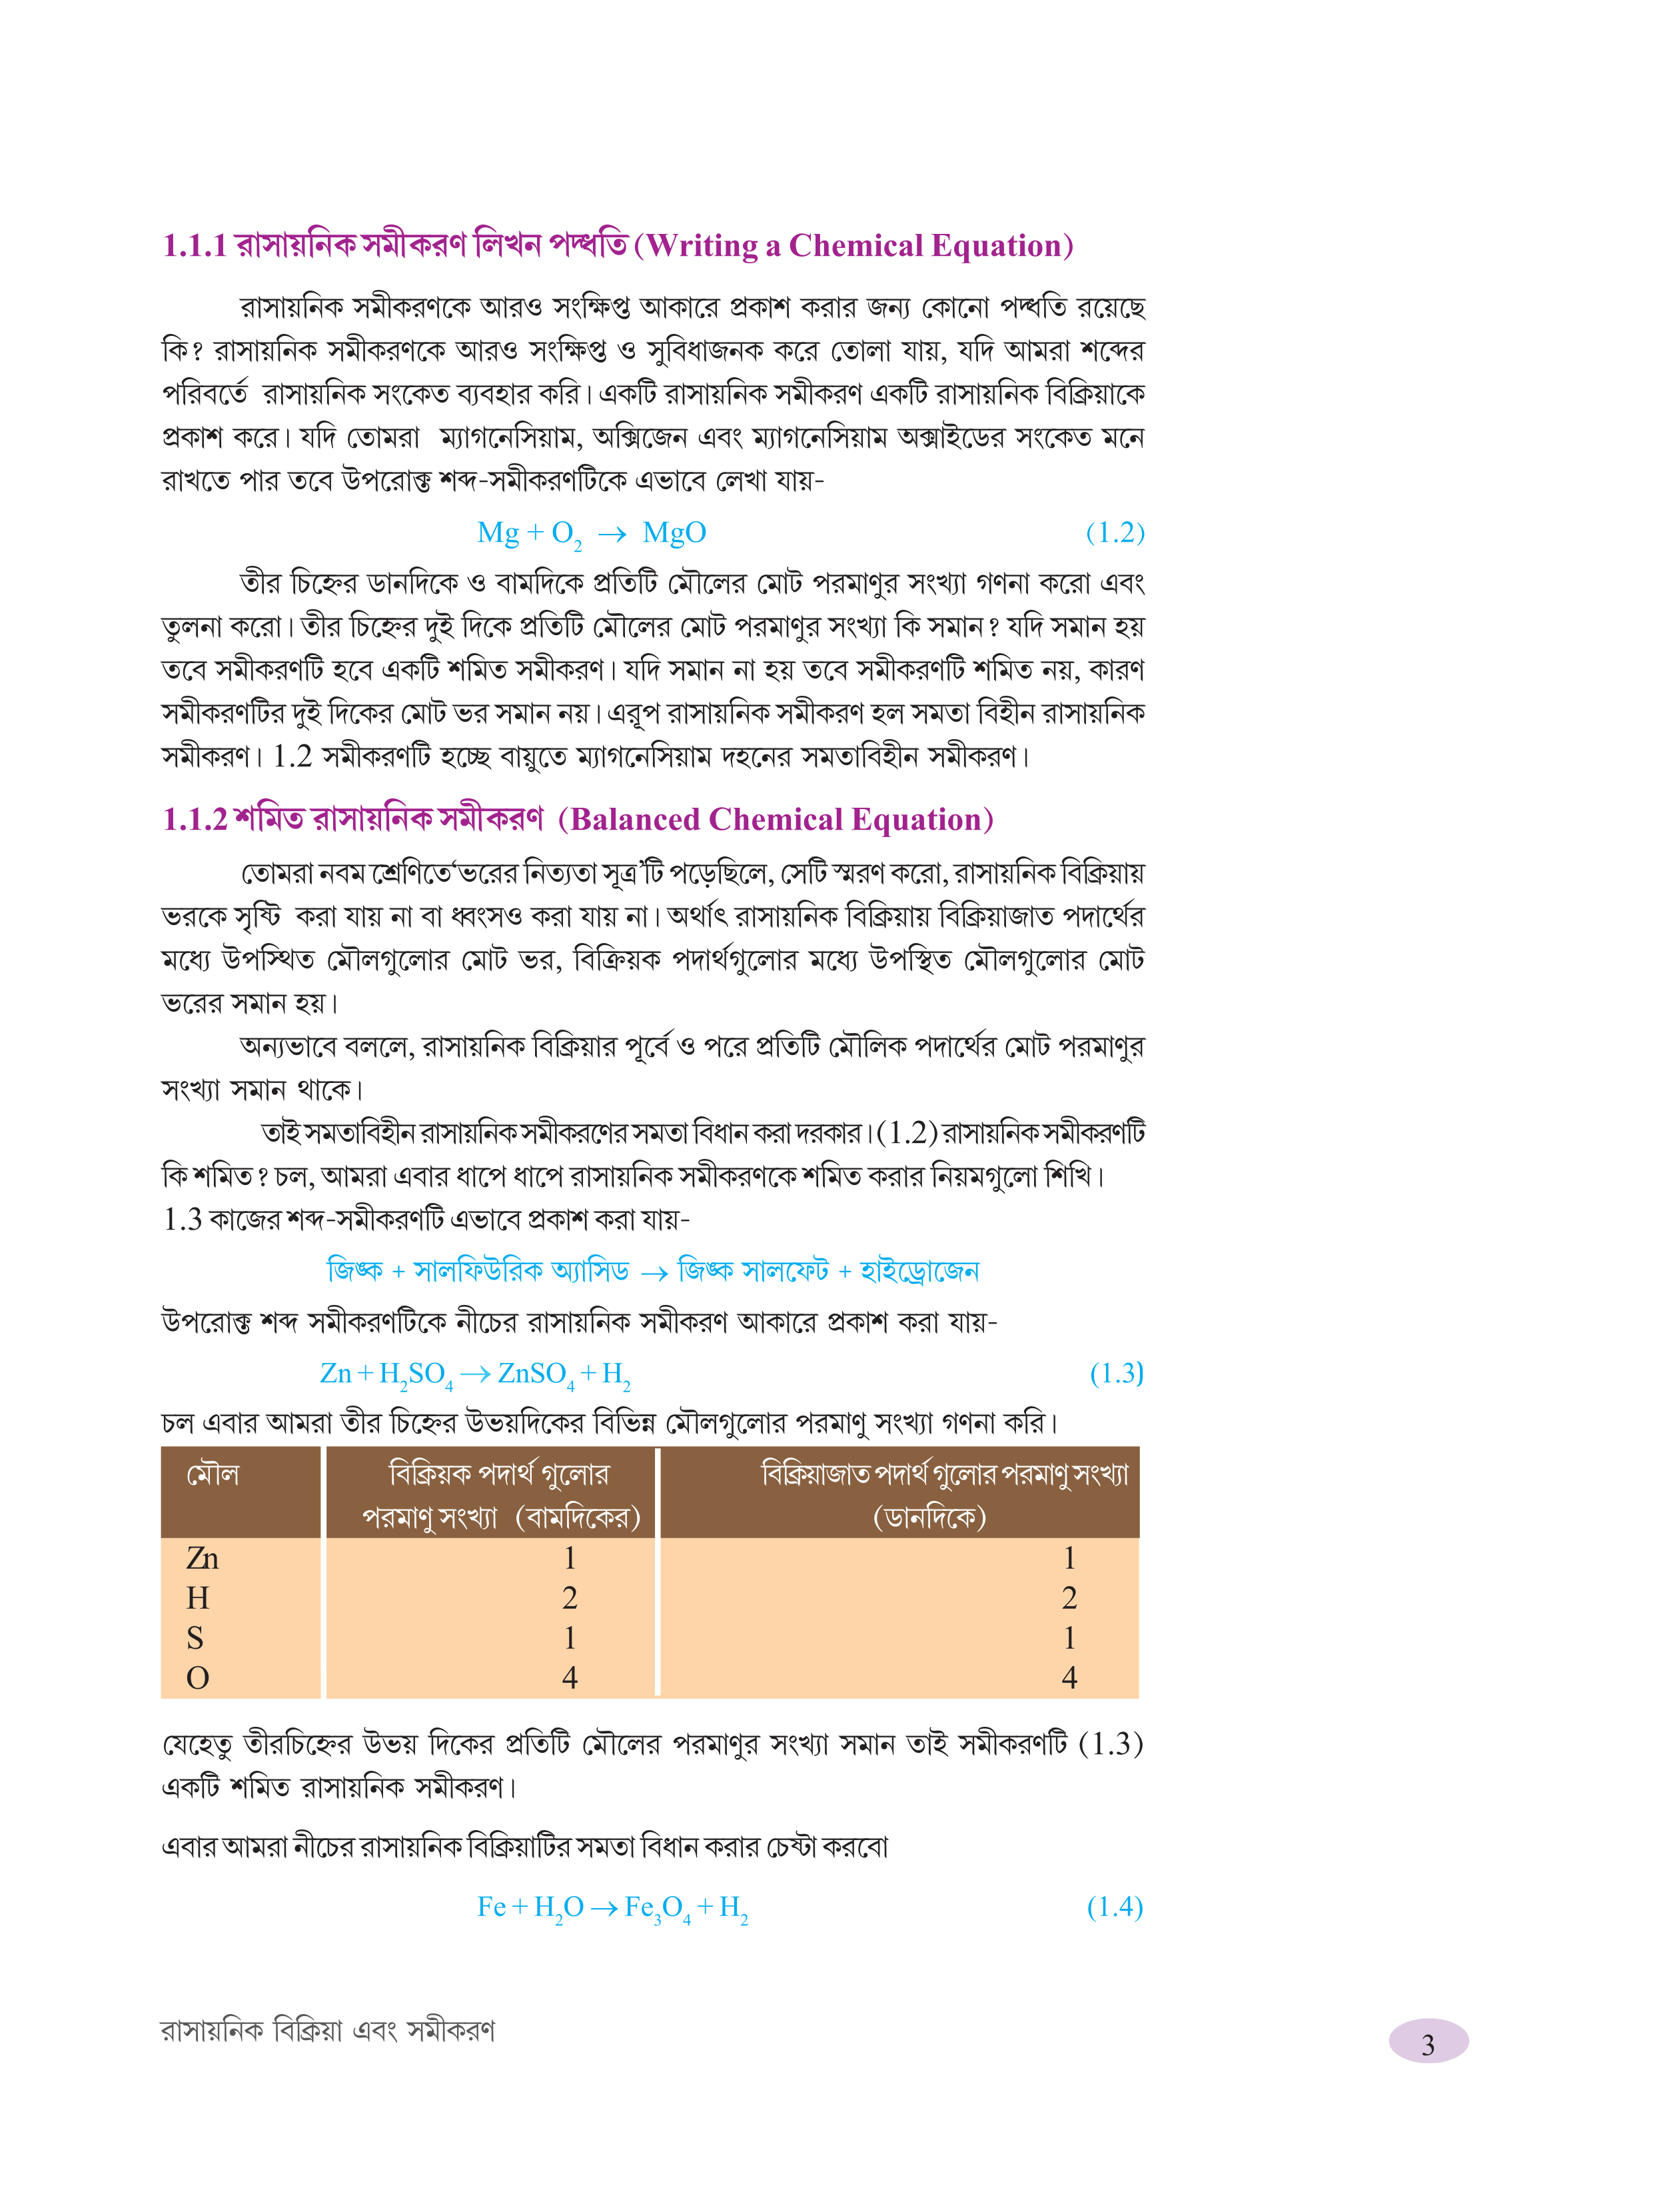 1.1.1 রাসায়নিক সমীকরণ লিখন পদ্ধতি (Writing a Chemical Equation)
রাসায়নিক সমীকরণকে আরও সংক্ষিপ্ত আকারে প্রকাশ করার জন্য কোনো পদ্ধতি রয়েছে
কি? রাসায়নিক সমীকরণকে আরও সংক্ষিপ্ত ও সুবিধাজনক করে তোলা যায়, যদি আমরা শব্দের
পরিবর্তে রাসায়নিক সংকেত ব্যবহার করি। একটি রাসায়নিক সমীকরণ একটি রাসায়নিক বিক্রিয়াকে
প্রকাশ করে। যদি তোমরা ম্যাগনেসিয়াম, অক্সিজেন এবং ম্যাগনেসিয়াম অক্সাইডের সংকেত মনে
রাখতে পার তবে উপরোক্ত শব্দ-সমীকরণটিকে এভাবে লেখা যায়-
Mg + O₂ → MgO (1.2)
তীর চিহ্নের ডানদিকে ও বামদিকে প্রতিটি মৌলের মোট পরমাণুর সংখ্যা গণনা করো এবং
তুলনা করো। তীর চিহ্নের দুই দিকে প্রতিটি মৌলের মোট পরমাণুর সংখ্যা কি সমান? যদি সমান হয়
তবে সমীকরণটি হবে একটি শমিত সমীকরণ। যদি সমান না হয় তবে সমীকরণটি শমিত নয়, কারণ
সমীকরণটির দুই দিকের মোট ভর সমান নয়। এরূপ রাসায়নিক সমীকরণ হল সমতা বিহীন রাসায়নিক
সমীকরণ। 1.2 সমীকরণটি হচ্ছে বায়ুতে ম্যাগনেসিয়াম দহনের সমতাবিহীন সমীকরণ।
1.1.2 শমিত রাসায়নিক সমীকরণ (Balanced Chemical Equation)
তোমরা নবম শ্রেণিতে‘ভরের নিত্যতা সূত্র’টি পড়েছিলে, সেটি স্মরণ করো, রাসায়নিক বিক্রিয়ায়
ভরকে সৃষ্টি করা যায় না বা ধ্বংসও করা যায় না। অর্থাৎ রাসায়নিক বিক্রিয়ায় বিক্রিয়াজাত পদার্থের
মধ্যে উপস্থিত মৌলগুলোর মোট ভর, বিক্রিয়ক পদার্থগুলোর মধ্যে উপস্থিত মৌলগুলোর মোট
ভরের সমান হয়।
অন্যভাবে বললে, রাসায়নিক বিক্রিয়ার পূর্বে ও পরে প্রতিটি মৌলিক পদার্থের মোট পরমাণুর
সংখ্যা সমান থাকে।
তাই সমতাবিহীন রাসায়নিক সমীকরণের সমতা বিধান করা দরকার। (1.2) রাসায়নিক সমীকরণটি
কি শমিত? চল, আমরা এবার ধাপে ধাপে রাসায়নিক সমীকরণকে শমিত করার নিয়মগুলো শিখি।
1.3 কাজের শব্দ-সমীকরণটি এভাবে প্রকাশ করা যায়-
জিঙ্ক + সালফিউরিক অ্যাসিড → জিঙ্ক সালফেট + হাইড্রোজেন
উপরোক্ত শব্দ সমীকরণটিকে নীচের রাসায়নিক সমীকরণ আকারে প্রকাশ করা যায়-
Zn + H₂SO₄ → ZnSO₄ + H₂ (1.3)
চল এবার আমরা তীর চিহ্নের উভয়দিকের বিভিন্ন মৌলগুলোর পরমাণু সংখ্যা গণনা করি।
মৌল বিক্রিয়ক পদার্থ গুলোর বিক্রিয়াজাত পদার্থ গুলোর পরমাণু সংখ্যা
পরমাণু সংখ্যা (বামদিকের) (ডানদিকে)
Zn 1 1
H 2 2
S 1 1
O 4 4
যেহেতু তীরচিহ্নের উভয় দিকের প্রতিটি মৌলের পরমাণুর সংখ্যা সমান তাই সমীকরণটি (1.3)
একটি শমিত রাসায়নিক সমীকরণ।
এবার আমরা নীচের রাসায়নিক বিক্রিয়াটির সমতা বিধান করার চেষ্টা করবো
Fe + H₂O → Fe₃O₄ + H₂ (1.4)
রাসায়নিক বিক্রিয়া এবং সমীকরণ 3